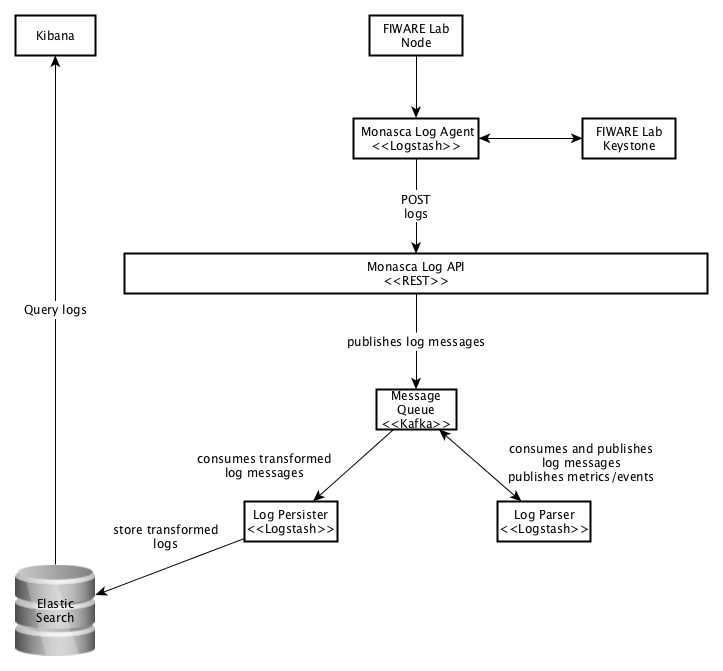 Kibana
FIWARE Lab
Node
Monasca Log Agent
<<Logstash>>
FIWARE Lab
Keystone
POST
logs
Monasca Log API
<<REST>>
Query logs
publishes log messages
Message
Queue
<<Kafka>>
consumes transformed
log messages
consumes and publishes
log messages
publishes metrics/events
Log Persister
<<Logstash>>
Log Parser
<<Logstash>>
store transformed
logs
Elastic
Search